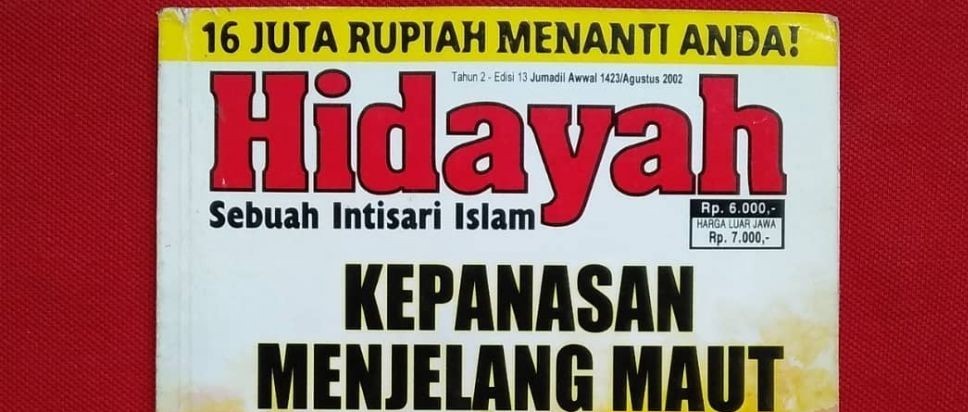 16 JUTA RUPIAH MENANTI ANDA!
Tahun 2 - Edisi 13 Jumadil Awwal 1423/Agustus 2002
Hidayah
Sebuah Intisari Islam
Rp. 6.000,-
HARGA LUAR JAWA
Rp. 7.000,-
KEPANASAN
MENJELANG MAUT